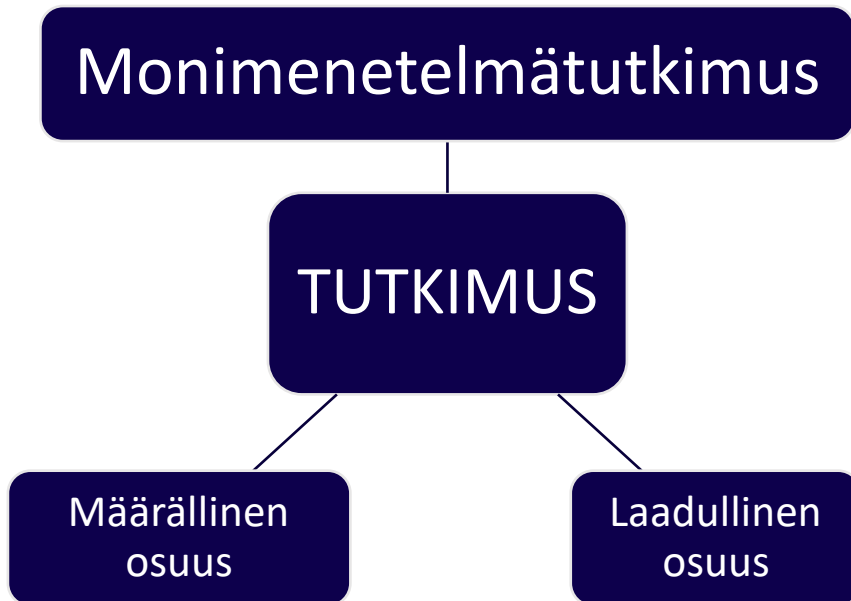 Monimenetelmätutkimus
TUTKIMUS
Määrällinen
osuus
Laadullinen
osuus